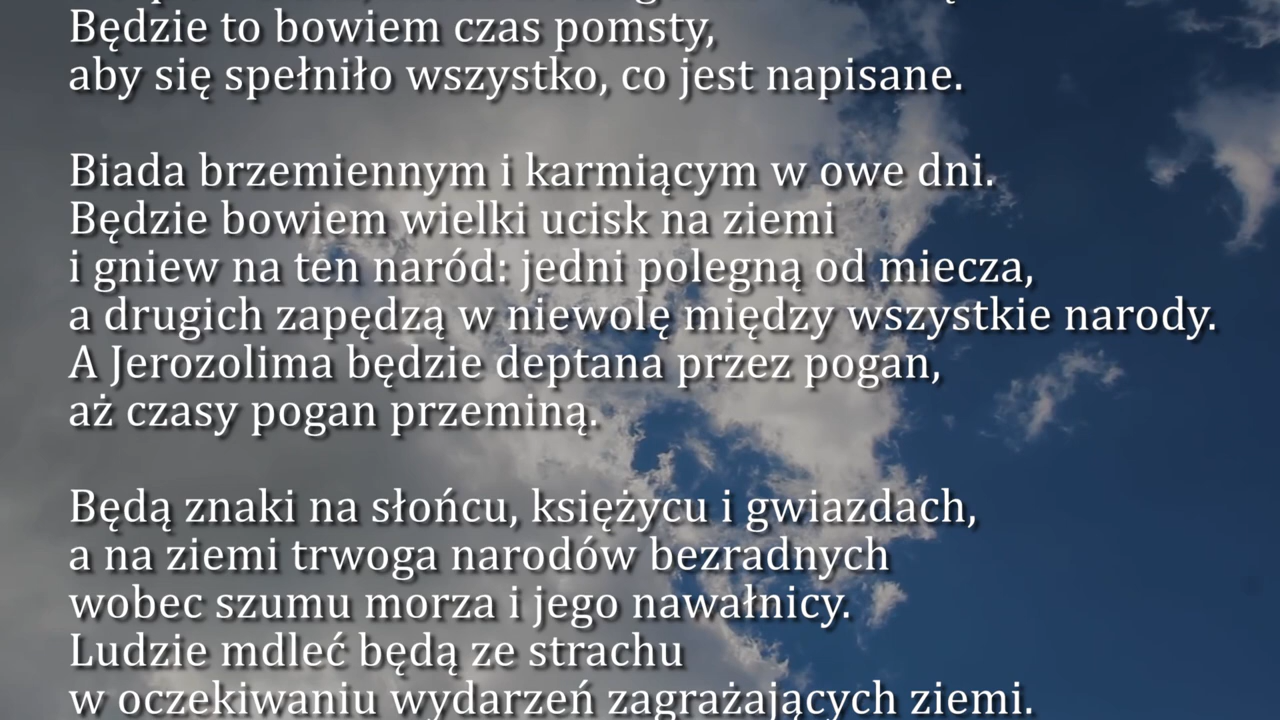 Będzie to bowiem czas pomsty,
aby się spełniło wszystko, co jest napisane.
Biada brzemiennym i karmiącym w owe dni.
Będzie bowiem wielki ucisk na ziemi
i gniew na ten naród: jedni polegną od miecza,
a drugich zapędzą w niewolę między wszystkie narody.
A Jerozolima będzie deptana przez pogan,
aż czasy pogan przeminą.
Będą znaki na słońcu, księżycu i gwiazdach,
a na ziemi trwoga narodów bezradnych
wobec szumu morza i jego nawałnicy.
Ludzie mdleć będą ze strachu
w oczekiwaniu wydarzeń zagrażających ziemi.